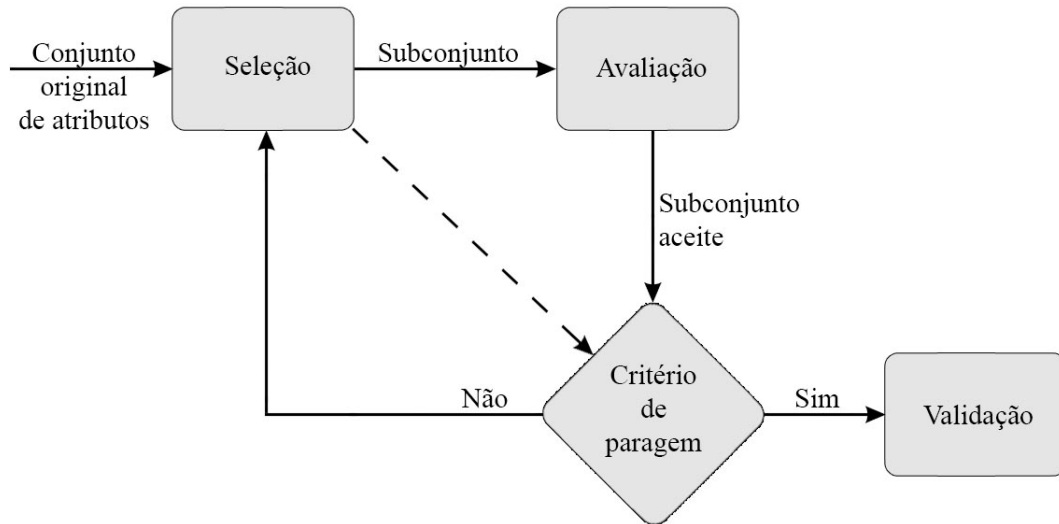 Conjunto
original
de atributos
Seleção
Subconjunto
Avaliação
Subconjunto
aceite
Critério
de
paragem
Não
Sim
Validação